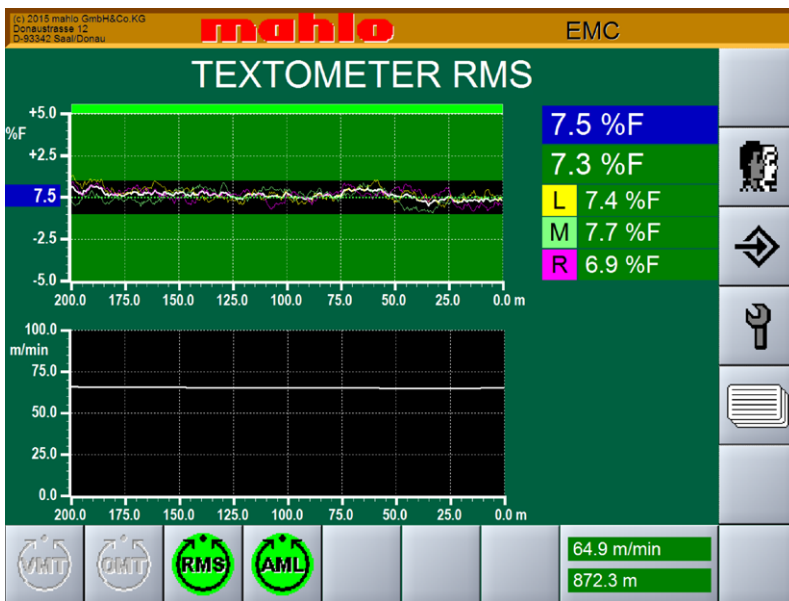 (c) 2015 mahlo GmbH&Co.KG
Donaustrasse 12
D-93342 Saal/Donau
mahlo
EMC
TEXTOMETER RMS
+5.0
%F
+2.5
7.5
-2.5
-5.0
200.0 175.0 150.0 125.0 100.0 75.0 50.0 25.0 0.0 m
7.5 %F
7.3 %F
L 7.4 %F
M 7.7 %F
R 6.9 %F
100.0
m/min
75.0
50.0
25.0
0.0
200.0 175.0 150.0 125.0 100.0 75.0 50.0 25.0 0.0 m
VMT OMT RMS AML
64.9 m/min
872.3 m